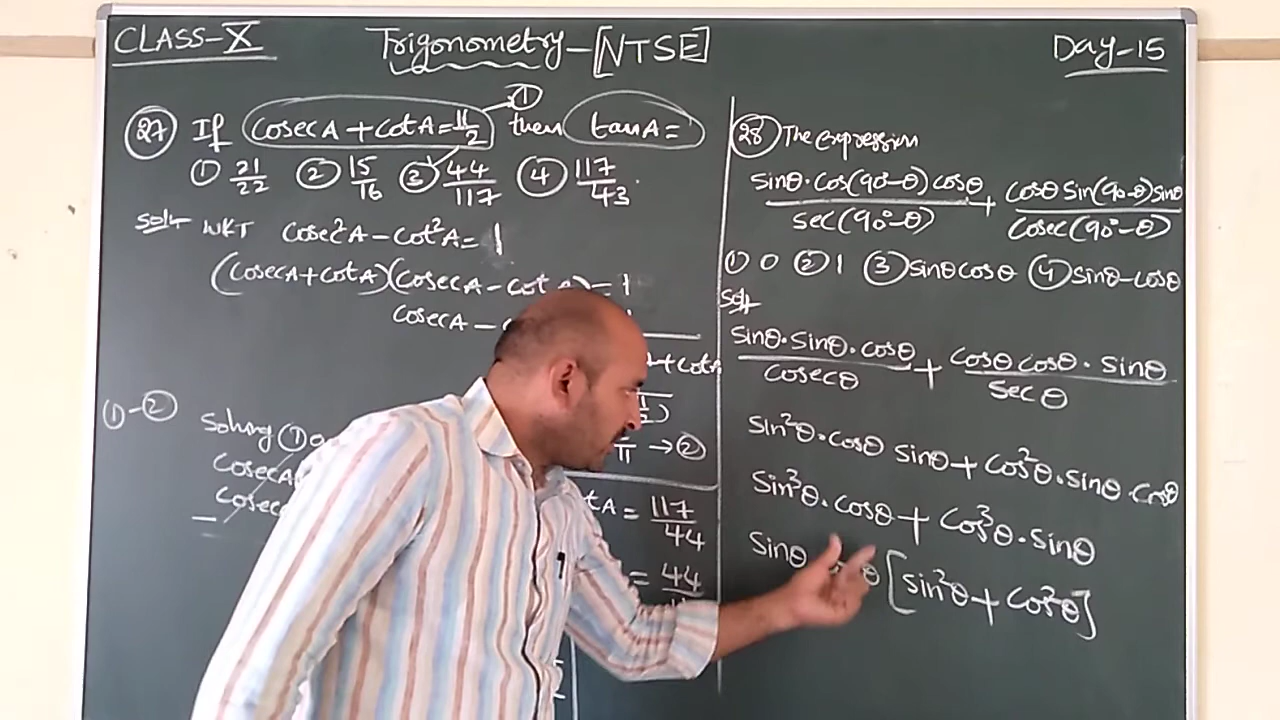 CLASS-X
Trigonometry-[NTSE]
Day-15
27 If cosecA+cotA=11/2 then tanA=
1
① 21/22 ② 15/16 ③ 44/117 ④ 117/43.
Sol:- WKT cosec²A-cot²A=1
(cosecA+cotA)(cosecA-cotA)=1
cosecA-
+cotA
①-②
→②
Solving ①
cosecA
cosec
cotA=117/44
=44
28 The expression
sinθ·cos(90°-θ)cosθ/sec(90°-θ)+cosθ sin(90-θ)sinθ/cosec(90°-θ)
① 0 ② 1 ③ sinθcosθ ④ sinθ-cosθ
Sol:-
sinθ·sinθ·cosθ/cosecθ+cosθ cosθ·sinθ/secθ
sin²θ·cosθ sinθ+cos²θ·sinθ·cosθ
sin³θ·cosθ+cos³θ·sinθ
sinθ θ[sin²θ+cos²θ]